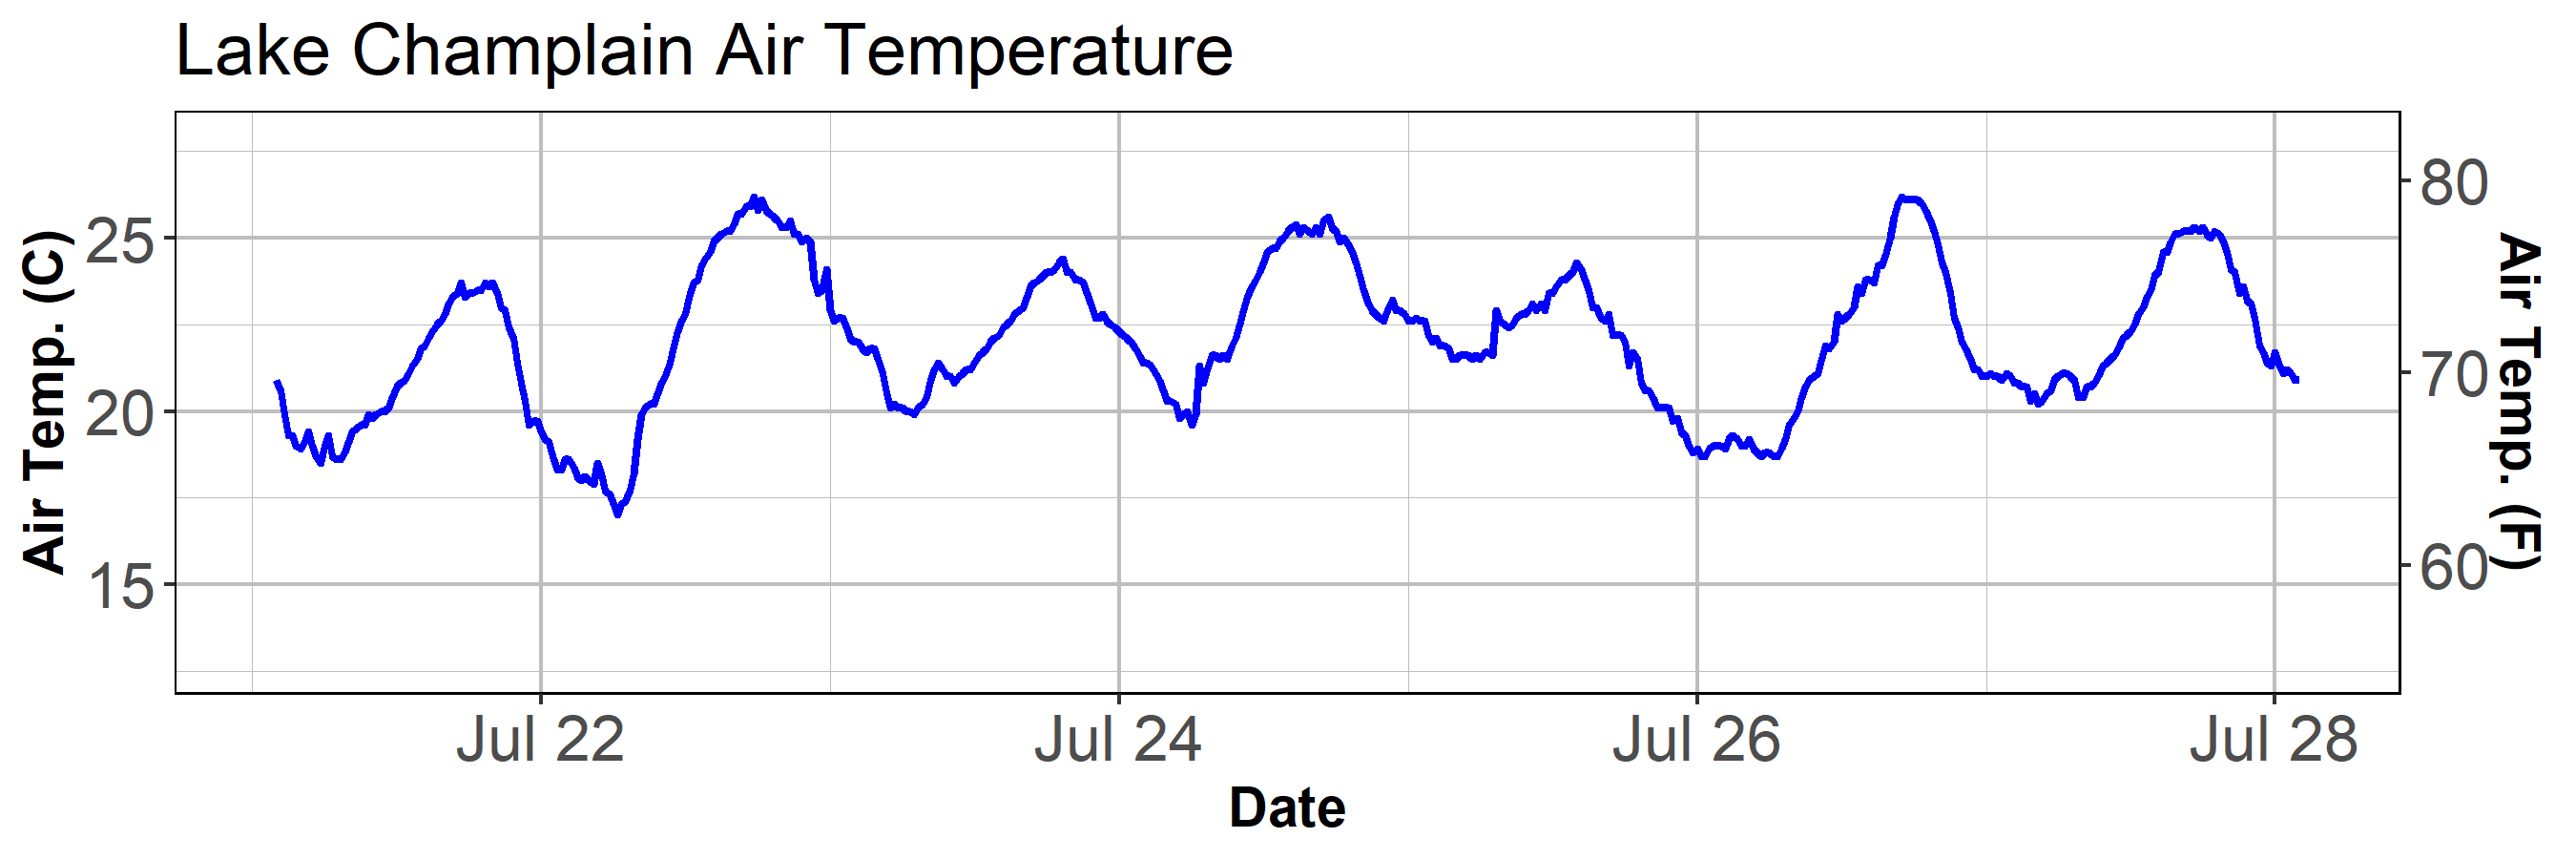 Lake Champlain Air Temperature
Air Temp. (C)
25
20
15
80
70
60
Air Temp. (F)
Jul 22
Jul 24
Jul 26
Jul 28
Date